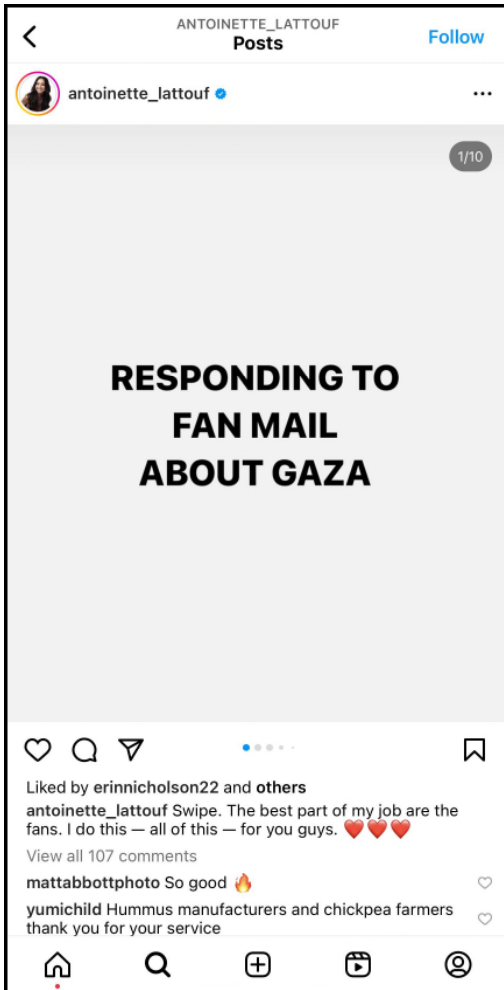 ANTOINETTE_LATTOUF
Posts
Follow
antoinette_lattouf
1/10
RESPONDING TO
FAN MAIL
ABOUT GAZA
Liked by erinnicholson22 and others
antoinette_lattouf Swipe. The best part of my job are the
fans. I do this — all of this — for you guys. ❤️❤️❤️
View all 107 comments
mattabbottphoto So good 🔥
yumichild Hummus manufacturers and chickpea farmers
thank you for your service